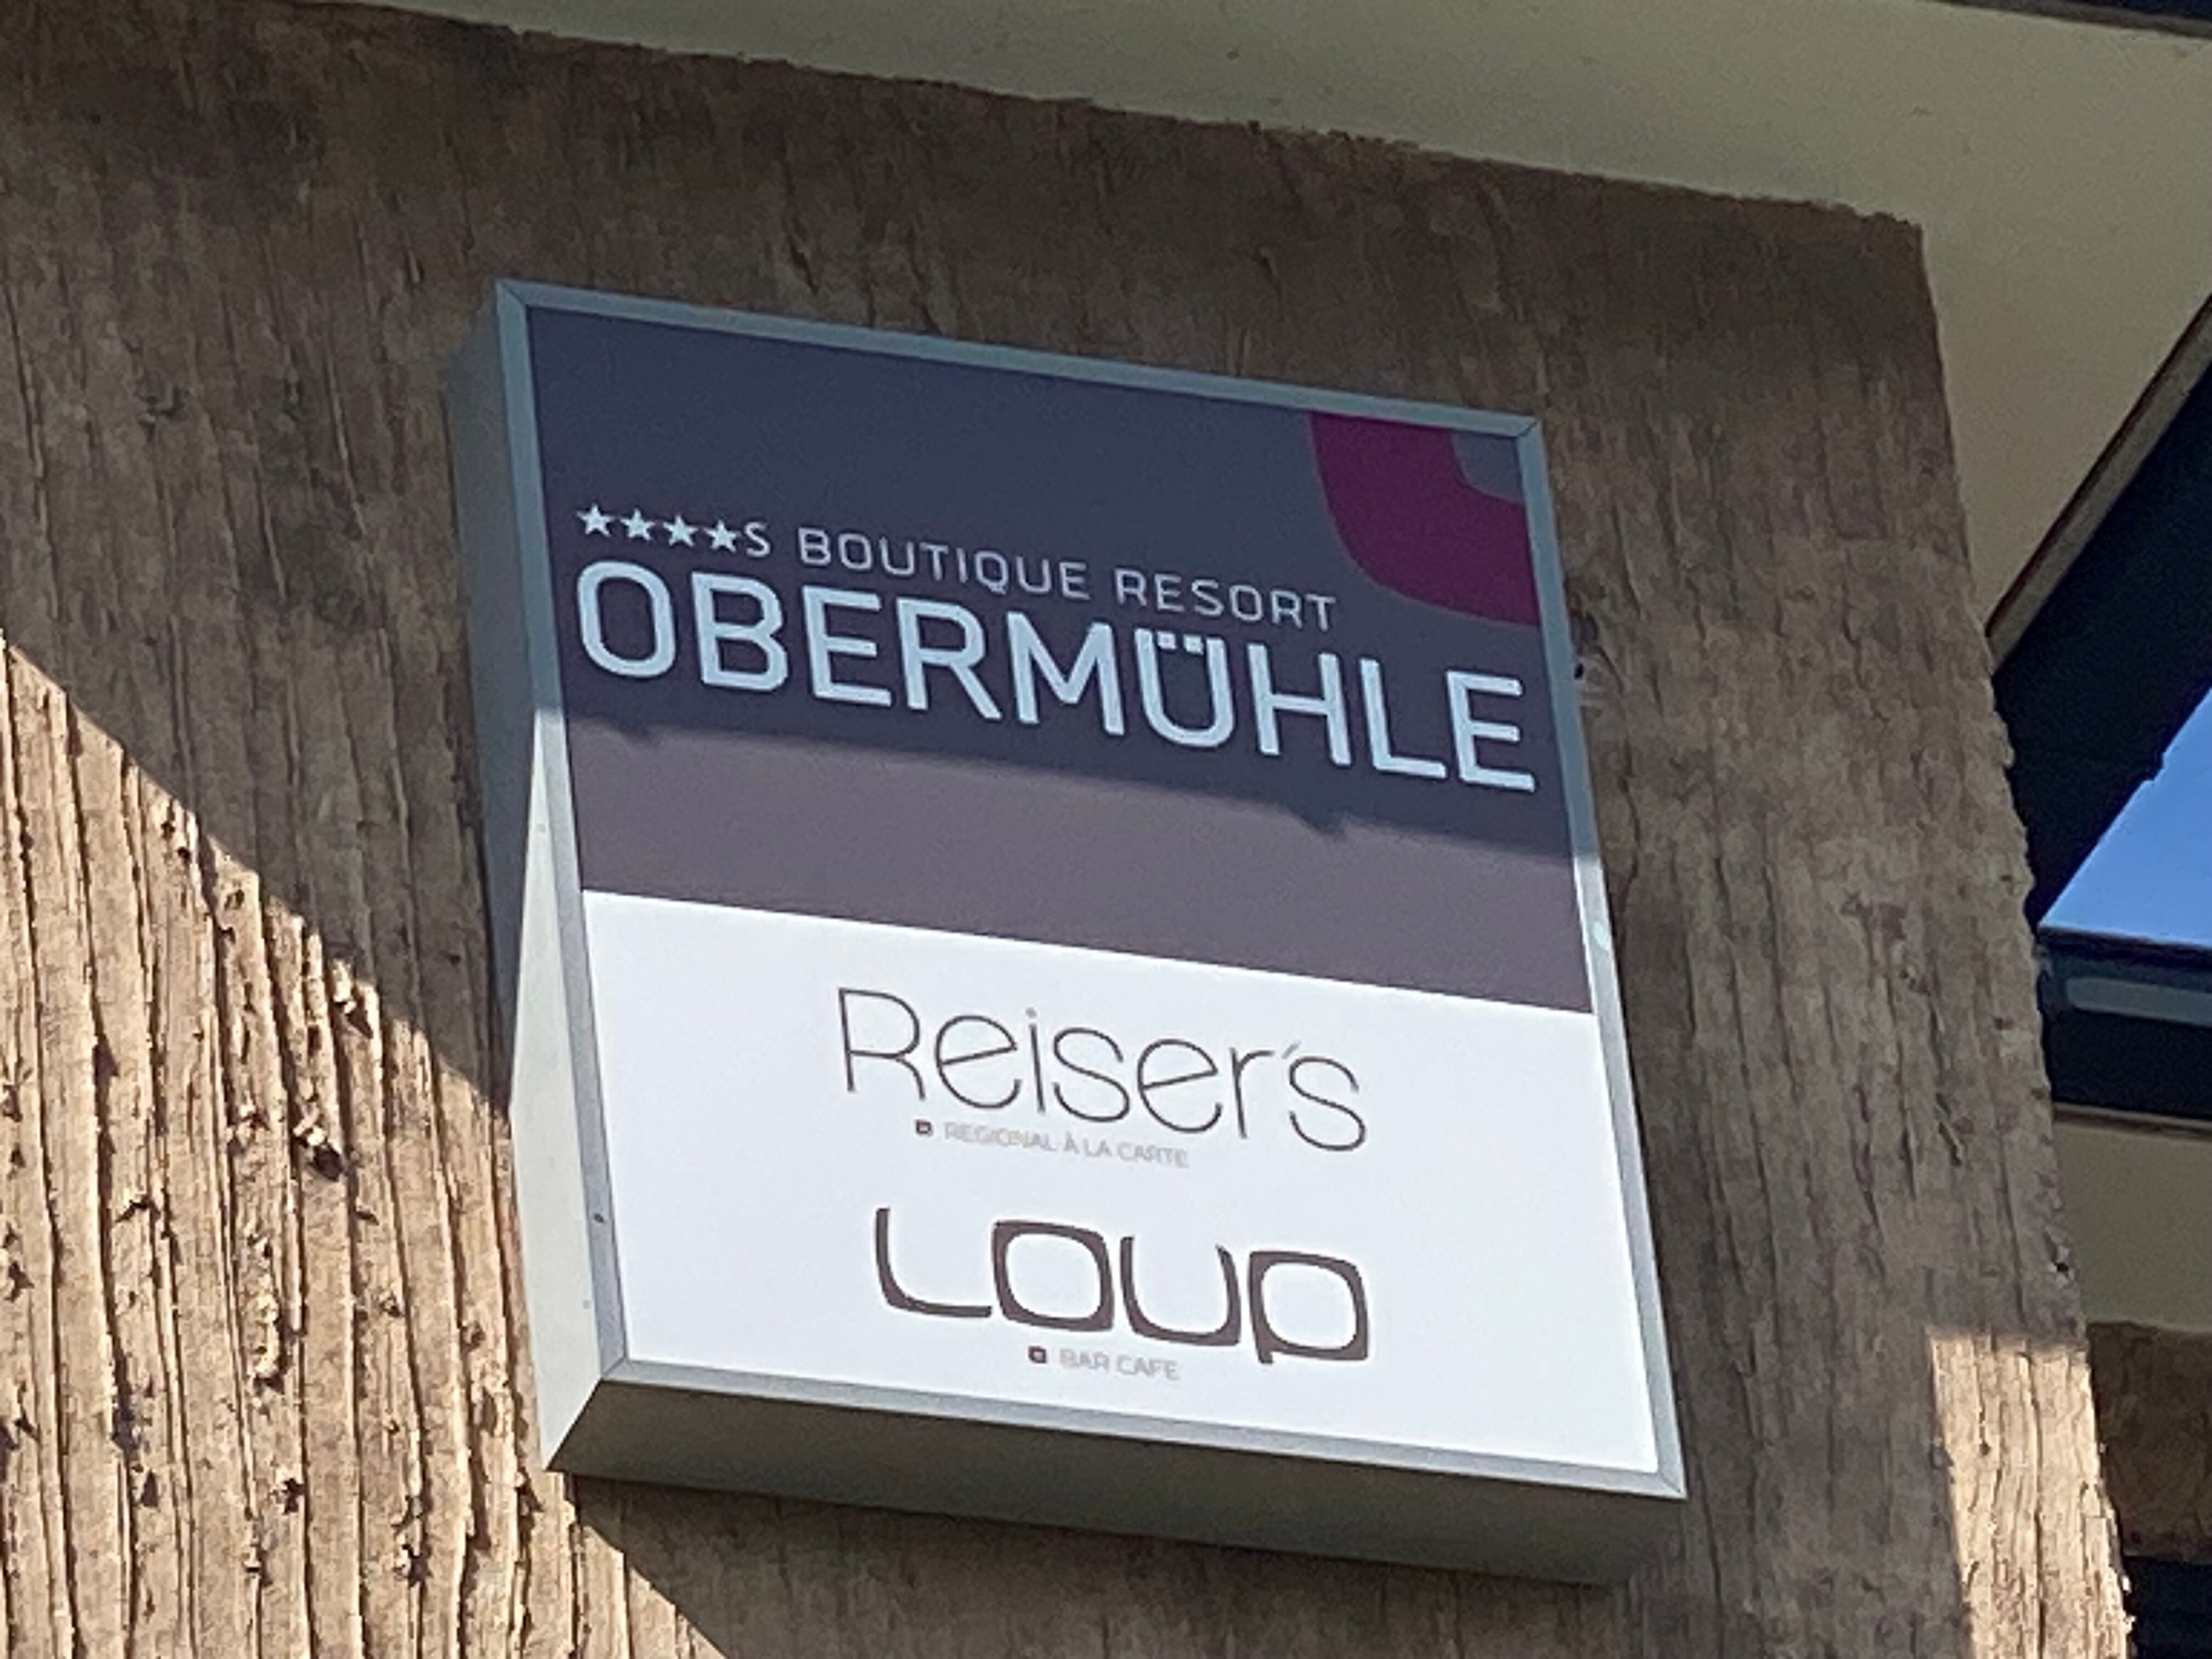 ★★★★S BOUTIQUE RESORT
OBERMÜHLE
Reiser's
REGIONAL À LA CARTE
LOUP
BAR CAFE